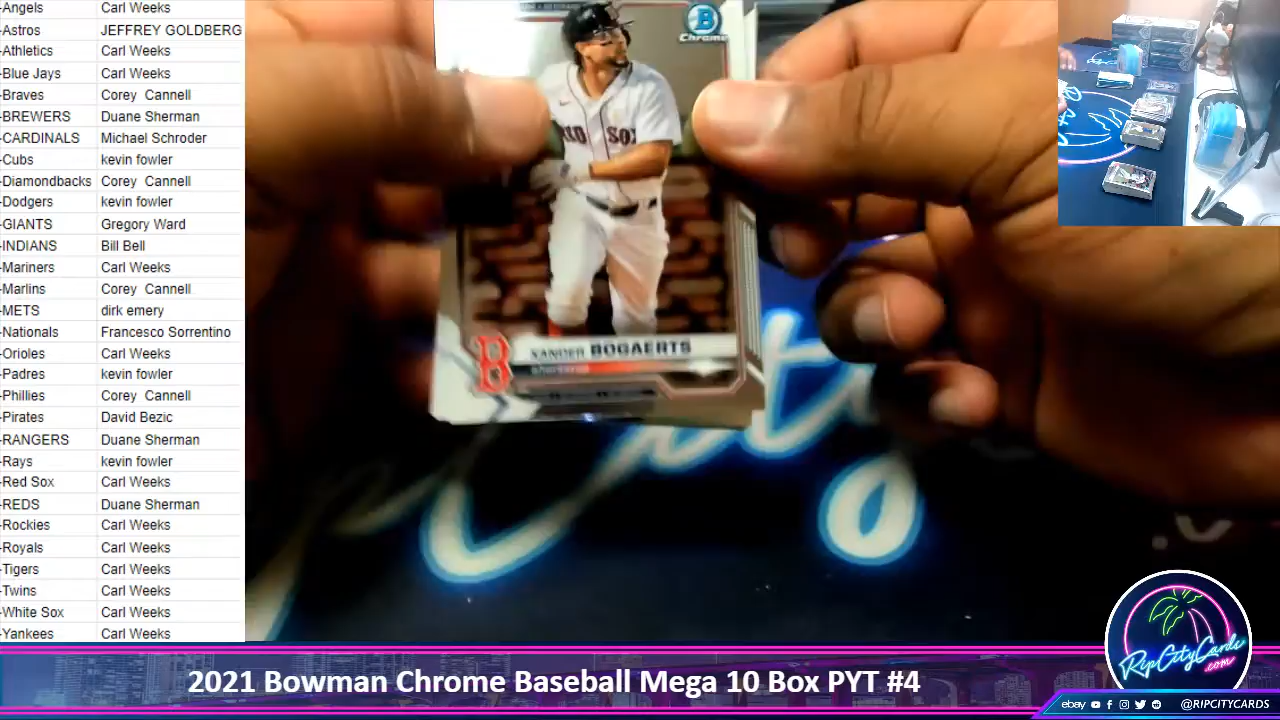 -Angels Carl Weeks
-Astros JEFFREY GOLDBERG
-Athletics Carl Weeks
-Blue Jays Carl Weeks
-Braves Corey Cannell
-BREWERS Duane Sherman
-CARDINALS Michael Schroder
-Cubs kevin fowler
-Diamondbacks Corey Cannell
-Dodgers kevin fowler
-GIANTS Gregory Ward
-INDIANS Bill Bell
-Mariners Carl Weeks
-Marlins Corey Cannell
-METS dirk emery
-Nationals Francesco Sorrentino
-Orioles Carl Weeks
-Padres kevin fowler
-Phillies Corey Cannell
-Pirates David Bezic
-RANGERS Duane Sherman
-Rays kevin fowler
-Red Sox Carl Weeks
-REDS Duane Sherman
-Rockies Carl Weeks
-Royals Carl Weeks
-Tigers Carl Weeks
-Twins Carl Weeks
-White Sox Carl Weeks
-Yankees Carl Weeks
B
Chrome
RED SOX
B
XANDER BOGAERTS
City
RipCityCards
.com
2021 Bowman Chrome Baseball Mega 10 Box PYT #4
ebay @RIPCITYCARDS